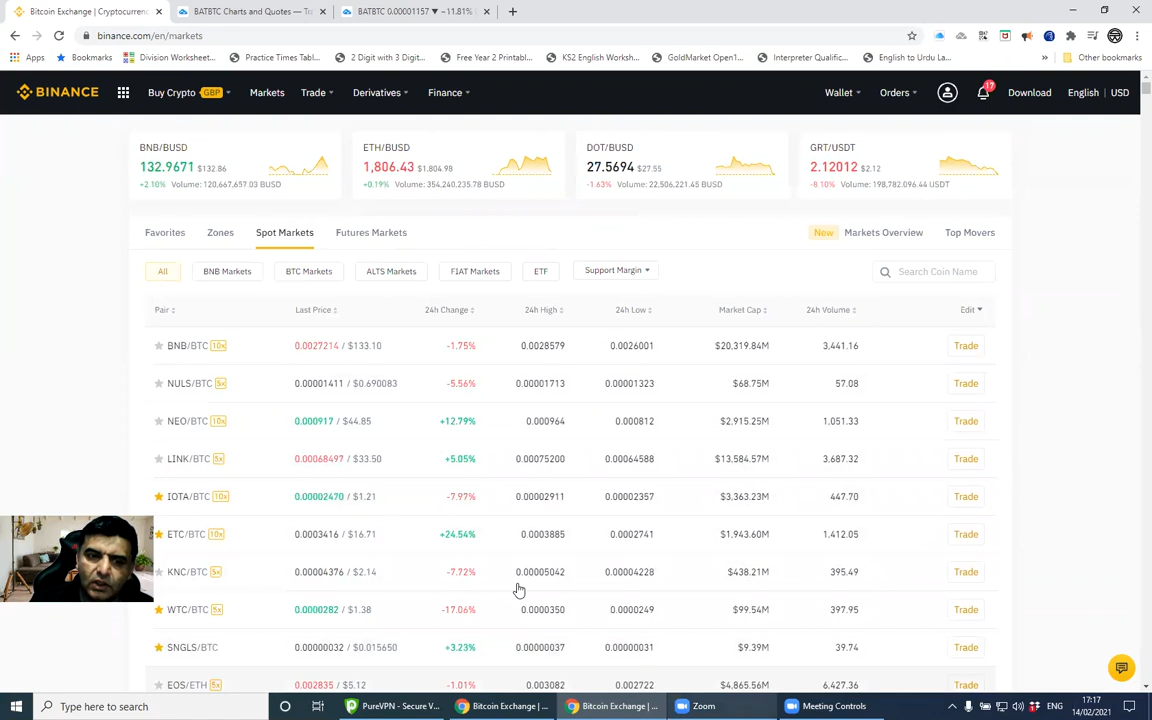 Bitcoin Exchange | Cryptocurrenc
BATBTC Charts and Quotes — Tra
BATBTC 0.00001157 ▼ −11.81%
binance.com/en/markets
Apps
Bookmarks
Division Worksheet...
Practice Times Tabl...
2 Digit with 3 Digit...
Free Year 2 Printabl...
KS2 English Worksh...
GoldMarket Open1...
Interpreter Qualific...
English to Urdu La...
»
Other bookmarks
BINANCE
Buy Crypto GBP
Markets
Trade
Derivatives
Finance
Wallet
Orders
17
Download
English | USD
BNB/BUSD
132.9671 $132.86
+2.10% Volume: 120,667,657.03 BUSD
ETH/BUSD
1,806.43 $1,804.98
+0.19% Volume: 354,240,235.78 BUSD
DOT/BUSD
27.5694 $27.55
-1.63% Volume: 22,506,221.45 BUSD
GRT/USDT
2.12012 $2.12
-8.10% Volume: 198,782,096.44 USDT
Favorites Zones Spot Markets Futures Markets New Markets Overview Top Movers
All BNB Markets BTC Markets ALTS Markets FIAT Markets ETF Support Margin Search Coin Name
Pair Last Price 24h Change 24h High 24h Low Market Cap 24h Volume Edit
BNB/BTC 10x 0.0027214 / $133.10 -1.75% 0.0028579 0.0026001 $20,319.84M 3,441.16 Trade
NULS/BTC 5x 0.00001411 / $0.690083 -5.56% 0.00001713 0.00001323 $68.75M 57.08 Trade
NEO/BTC 10x 0.000917 / $44.85 +12.79% 0.000964 0.000812 $2,915.25M 1,051.33 Trade
LINK/BTC 5x 0.00068497 / $33.50 +5.05% 0.00075200 0.00064588 $13,584.57M 3,687.32 Trade
IOTA/BTC 10x 0.00002470 / $1.21 -7.97% 0.00002911 0.00002357 $3,363.23M 447.70 Trade
ETC/BTC 10x 0.0003416 / $16.71 +24.54% 0.0003885 0.0002741 $1,943.60M 1,412.05 Trade
KNC/BTC 5x 0.00004376 / $2.14 -7.72% 0.00005042 0.00004228 $438.21M 395.49 Trade
WTC/BTC 5x 0.0000282 / $1.38 -17.06% 0.0000350 0.0000249 $99.54M 397.95 Trade
SNGLS/BTC 0.00000032 / $0.015650 +3.23% 0.00000037 0.00000031 $9.39M 39.74 Trade
EOS/ETH 5x 0.002835 / $5.12 -1.01% 0.003082 0.002722 $4,865.56M 6,427.36 Trade
Type here to search
PureVPN - Secure V...
Bitcoin Exchange | ...
Bitcoin Exchange | ...
Zoom
Meeting Controls
ENG
17:17
14/02/2021